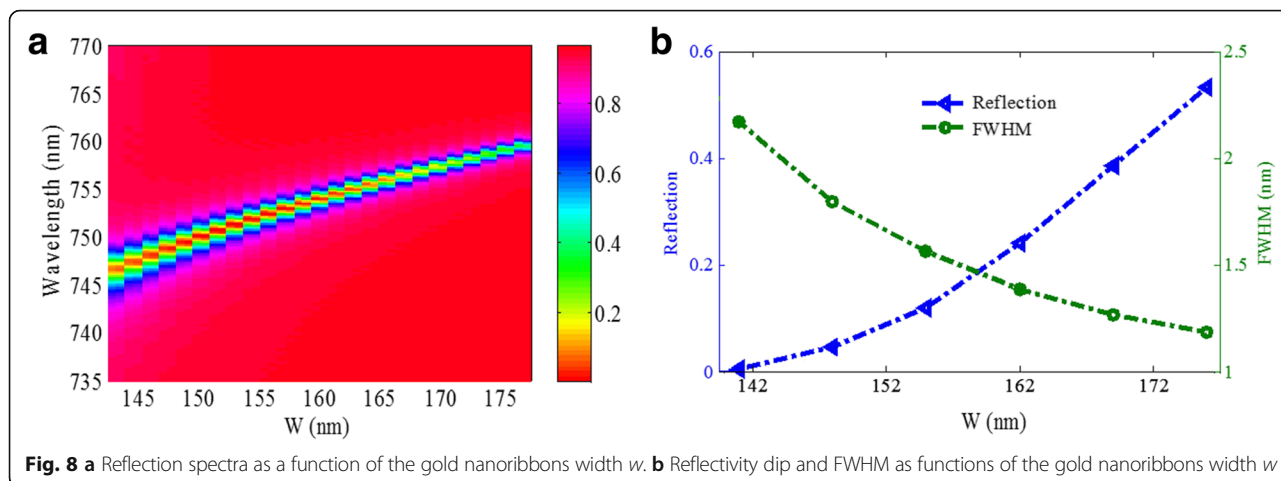 a
770
765
760
755
750
745
740
735
Wavelength (nm)
145 150 155 160 165 170 175
W (nm)
0.8
0.6
0.4
0.2
b
0.6
0.4
0.2
0
Reflection
Reflection
FWHM
2.5
2
1.5
1
FWHM (nm)
142 152 162 172
W (nm)
Fig. 8 a Reflection spectra as a function of the gold nanoribbons width w. b Reflectivity dip and FWHM as functions of the gold nanoribbons width w